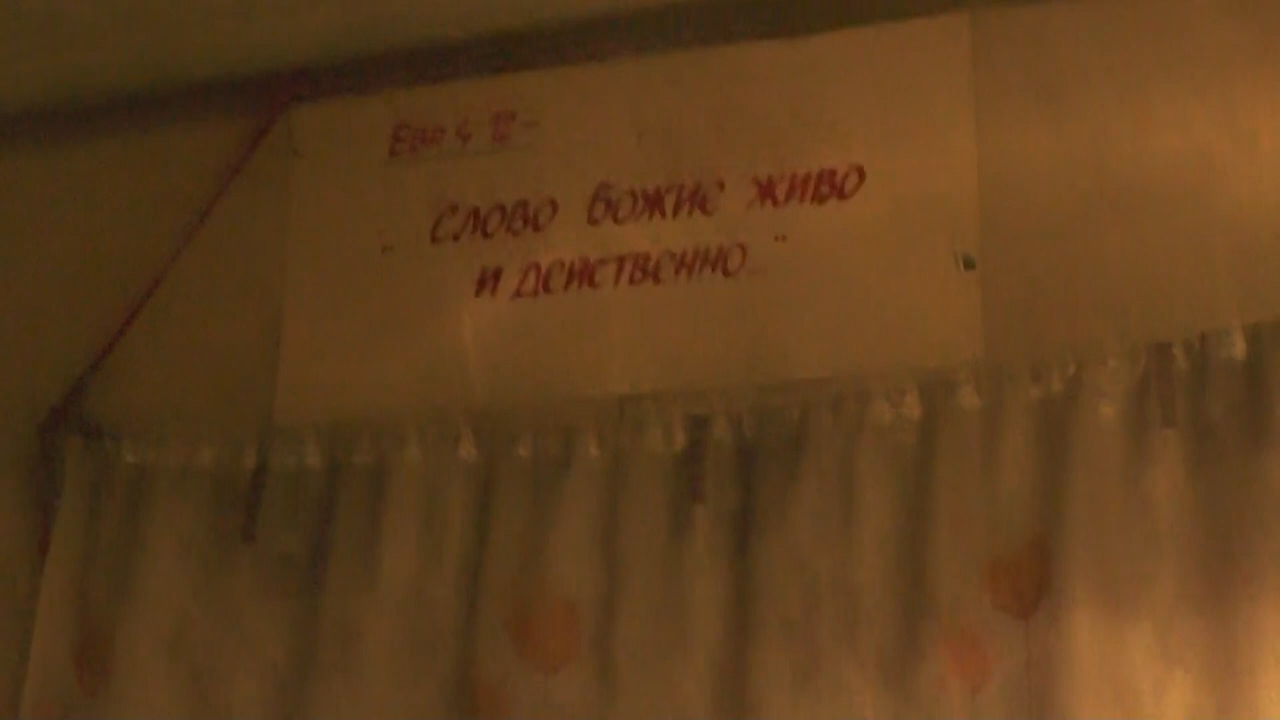 Евр 4 12-
„ Слово Божие живо
и действенно "